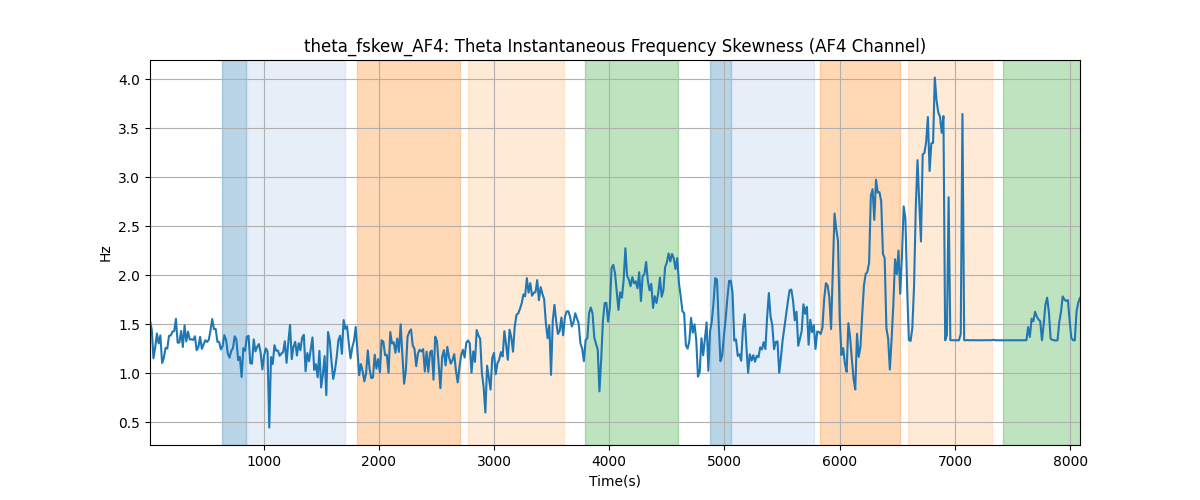 theta_fskew_AF4: Theta Instantaneous Frequency Skewness (AF4 Channel)
4.0
3.5
3.0
2.5
2.0
1.5
1.0
0.5
Hz
1000 2000 3000 4000 5000 6000 7000 8000
Time(s)